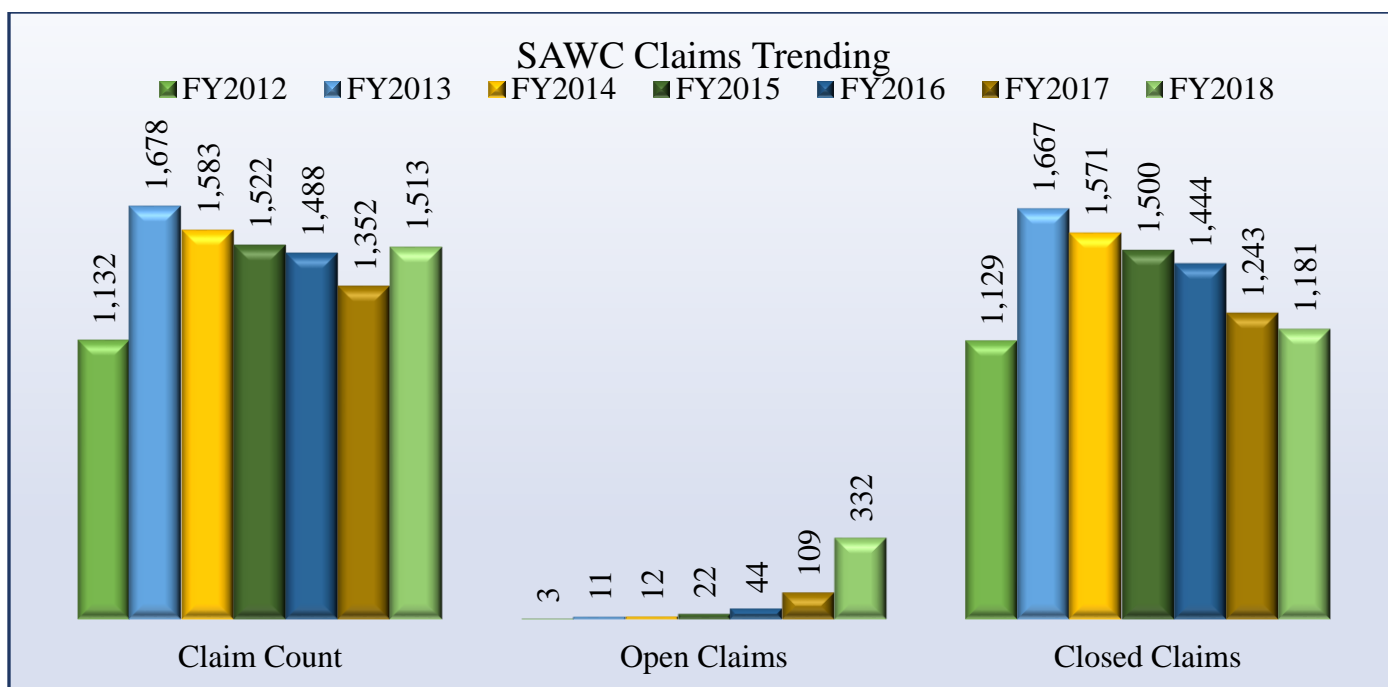 SAWC Claims Trending
FY2012 FY2013 FY2014 FY2015 FY2016 FY2017 FY2018
1,132 1,678 1,583 1,522 1,488 1,352 1,513
3 11 12 22 44 109 332
1,129 1,667 1,571 1,500 1,444 1,243 1,181
Claim Count Open Claims Closed Claims